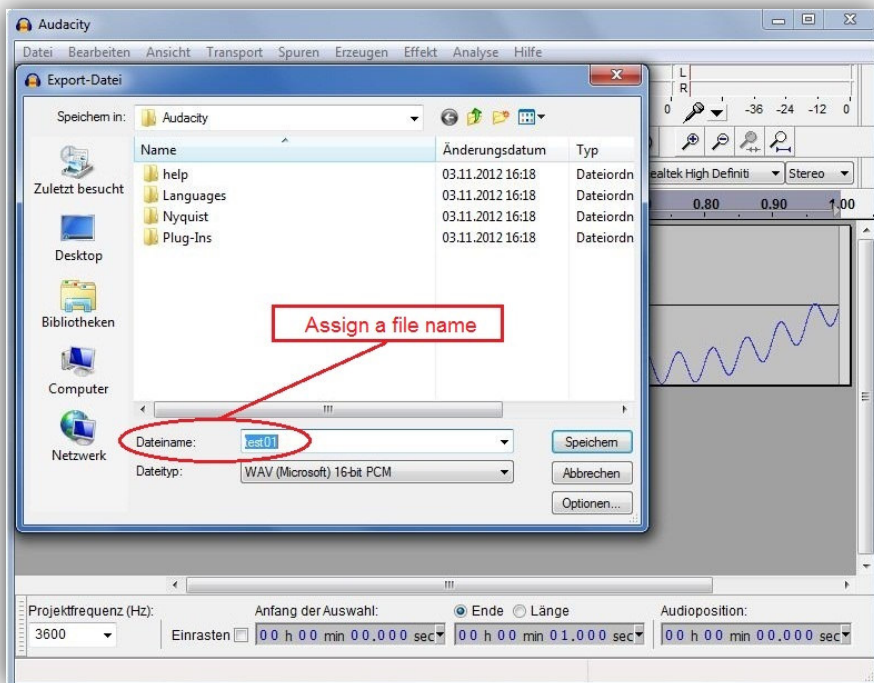 Audacity
Datei Bearbeiten Ansicht Transport Spuren Erzeugen Effekt Analyse Hilfe
Export-Datei
L
R
Speichern in: Audacity
0 -36 -24 -12 0
Name Änderungsdatum Typ
help 03.11.2012 16:18 Dateiordn
Languages 03.11.2012 16:18 Dateiordn
Nyquist 03.11.2012 16:18 Dateiordn
Plug-Ins 03.11.2012 16:18 Dateiordn
Zuletzt besucht
Desktop
Bibliotheken
Computer
Netzwerk
ealtek High Definiti Stereo
0.80 0.90 1.00
Assign a file name
Dateiname: test01 Speichern
Dateityp: WAV (Microsoft) 16-bit PCM Abbrechen
Optionen...
Projektfrequenz (Hz): Anfang der Auswahl: Ende Länge Audioposition:
3600 Einrasten 00 h 00 min 00.000 sec 00 h 00 min 01.000 sec 00 h 00 min 00.000 sec